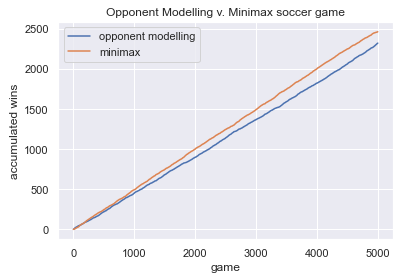 Opponent Modelling v. Minimax soccer game
opponent modelling
minimax
2500
2000
1500
1000
500
0
accumulated wins
0 1000 2000 3000 4000 5000
game